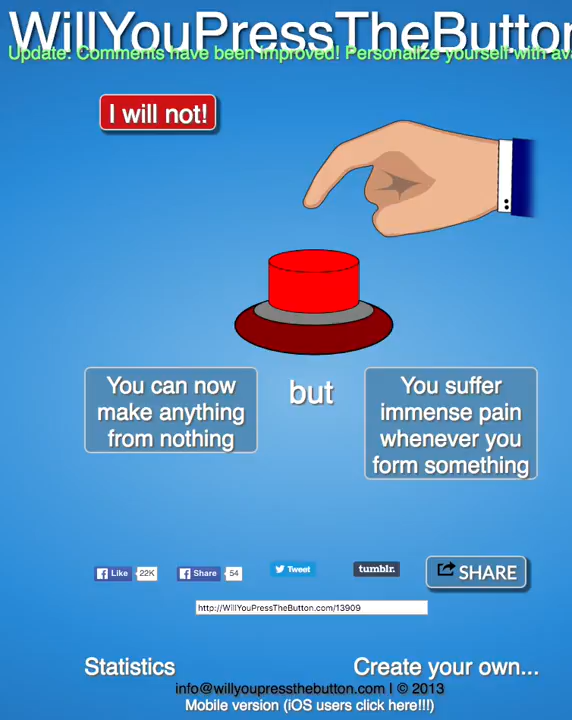 WillYouPressTheButton
Update: Comments have been improved! Personalize yourself with
I will not!
You can now
make anything
from nothing
but
You suffer
immense pain
whenever you
form something
Like 22K
Share 54
Tweet
tumblr.
SHARE
http://WillYouPressTheButton.com/13909
Statistics
Create your own...
info@willyoupressthebutton.com | © 2013
Mobile version (iOS users click here!!!)